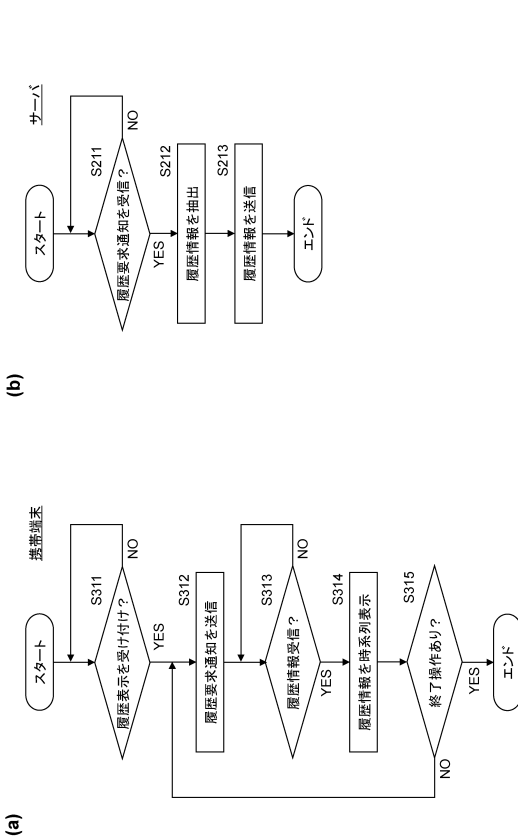 (a)
携帯端末
スタート
S311
履歴表示を受け付け?
NO
YES
S312
履歴要求通知を送信
S313
履歴情報受信?
NO
YES
S314
履歴情報を時系列表示
S315
終了操作あり?
NO
YES
エンド
(b)
サーバ
スタート
S211
履歴要求通知を受信?
NO
YES
S212
履歴情報を抽出
S213
履歴情報を送信
エンド